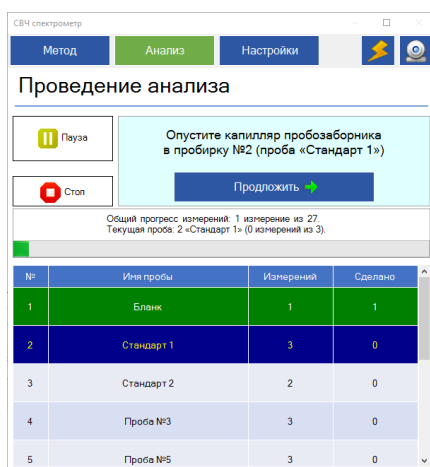 СВЧ спектрометр
Метод Анализ Настройки
Проведение анализа
Пауза
Опустите капилляр пробозаборника
в пробирку №2 (проба «Стандарт 1»)
Стоп
Продложить
Общий прогресс измерений: 1 измерение из 27.
Текущая проба: 2 «Стандарт 1» (0 измерений из 3).
№ Имя пробы Измерений Сделано
1 Бланк 1 1
2 Стандарт 1 3 0
3 Стандарт 2 2 0
4 Проба №3 3 0
5 Проба №5 3 0